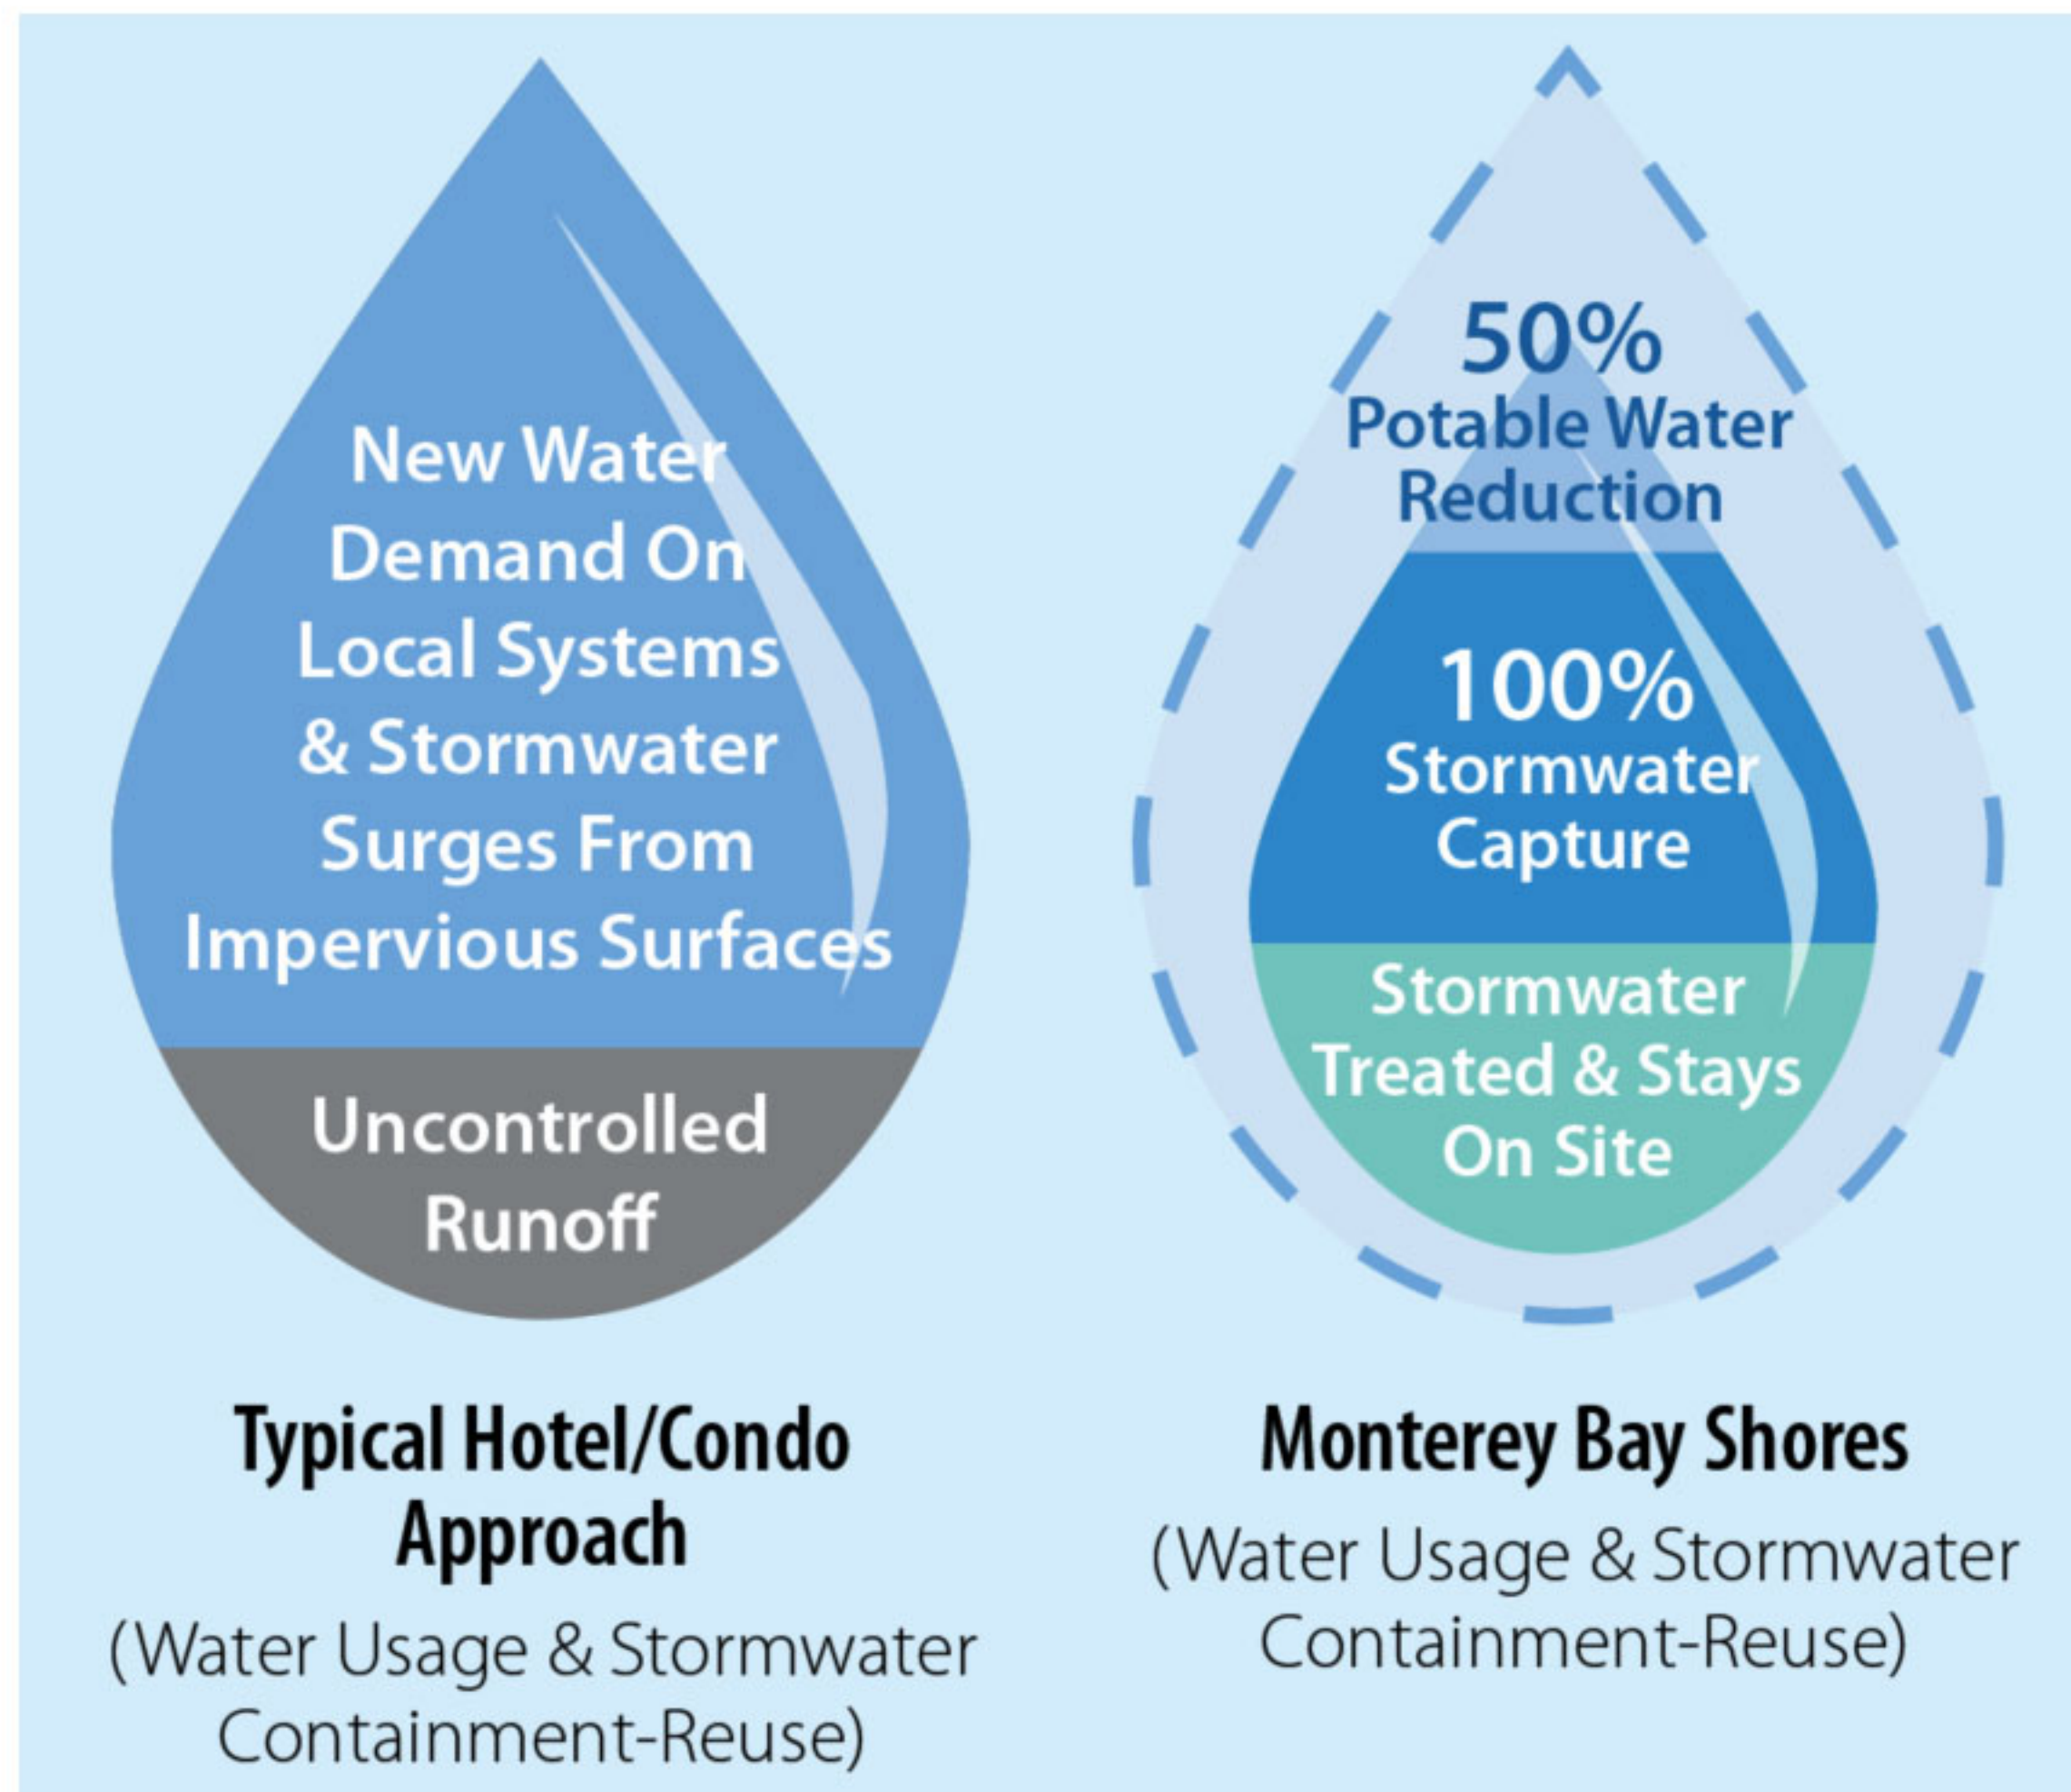 New Water
Demand On
Local Systems
& Stormwater
Surges From
Impervious Surfaces
Uncontrolled
Runoff
Typical Hotel/Condo
Approach
(Water Usage & Stormwater
Containment-Reuse)
50%
Potable Water
Reduction
100%
Stormwater
Capture
Stormwater
Treated & Stays
On Site
Monterey Bay Shores
(Water Usage & Stormwater
Containment-Reuse)